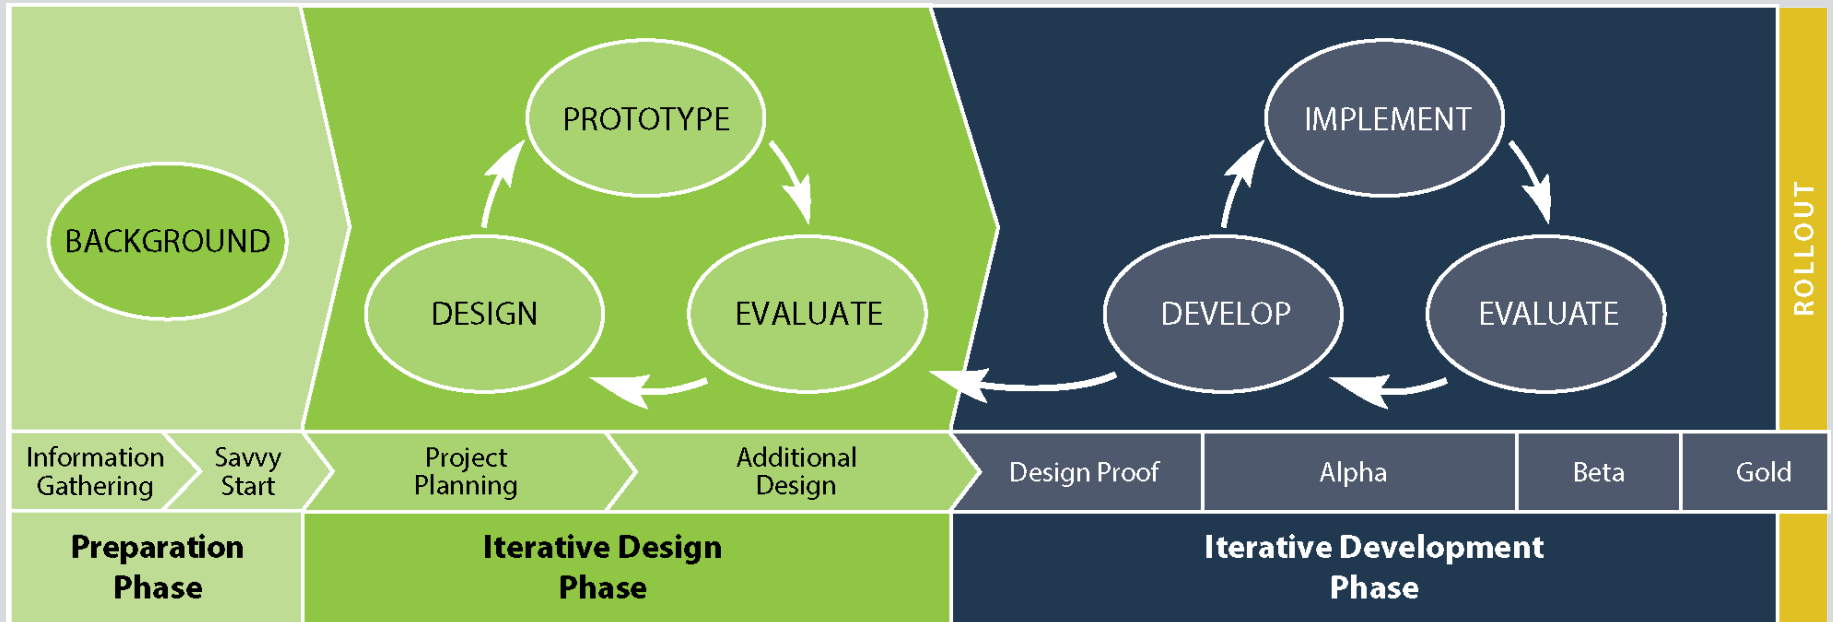 BACKGROUND
PROTOTYPE
DESIGN
EVALUATE
IMPLEMENT
DEVELOP
EVALUATE
ROLLOUT
Information
Gathering
Savvy
Start
Project
Planning
Additional
Design
Design Proof
Alpha
Beta
Gold
Preparation
Phase
Iterative Design
Phase
Iterative Development
Phase